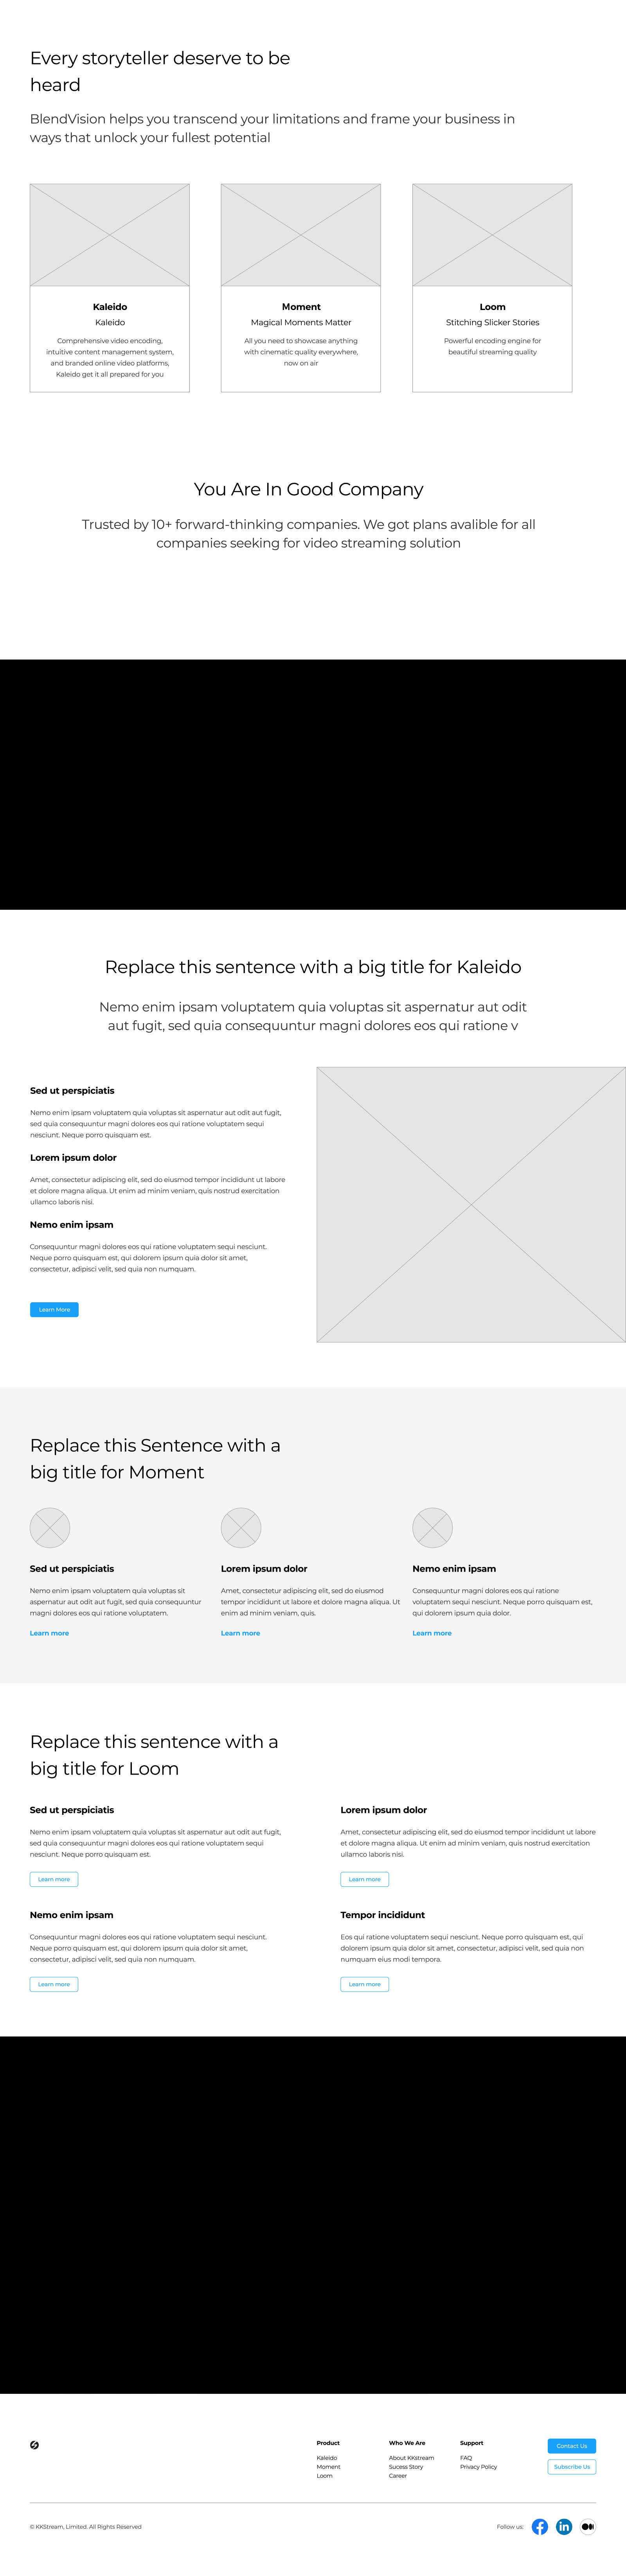 Every storyteller deserve to be
heard
BlendVision helps you transcend your limitations and frame your business in
ways that unlock your fullest potential
Kaleido
Kaleido
Comprehensive video encoding,
intuitive content management system,
and branded online video platforms,
Kaleido get it all prepared for you
Moment
Magical Moments Matter
All you need to showcase anything
with cinematic quality everywhere,
now on air
Loom
Stitching Slicker Stories
Powerful encoding engine for
beautiful streaming quality
You Are In Good Company
Trusted by 10+ forward-thinking companies. We got plans avalible for all
companies seeking for video streaming solution
Replace this sentence with a big title for Kaleido
Nemo enim ipsam voluptatem quia voluptas sit aspernatur aut odit
aut fugit, sed quia consequuntur magni dolores eos qui ratione v
Sed ut perspiciatis
Nemo enim ipsam voluptatem quia voluptas sit aspernatur aut odit aut fugit,
sed quia consequuntur magni dolores eos qui ratione voluptatem sequi
nesciunt. Neque porro quisquam est.
Lorem ipsum dolor
Amet, consectetur adipiscing elit, sed do eiusmod tempor incididunt ut labore
et dolore magna aliqua. Ut enim ad minim veniam, quis nostrud exercitation
ullamco laboris nisi.
Nemo enim ipsam
Consequuntur magni dolores eos qui ratione voluptatem sequi nesciunt.
Neque porro quisquam est, qui dolorem ipsum quia dolor sit amet,
consectetur, adipisci velit, sed quia non numquam.
Learn More
Replace this Sentence with a
big title for Moment
Sed ut perspiciatis
Nemo enim ipsam voluptatem quia voluptas sit
aspernatur aut odit aut fugit, sed quia consequuntur
magni dolores eos qui ratione voluptatem.
Learn more
Lorem ipsum dolor
Amet, consectetur adipiscing elit, sed do eiusmod
tempor incididunt ut labore et dolore magna aliqua. Ut
enim ad minim veniam, quis.
Learn more
Nemo enim ipsam
Consequuntur magni dolores eos qui ratione
voluptatem sequi nesciunt. Neque porro quisquam est,
qui dolorem ipsum quia dolor.
Learn more
Replace this sentence with a
big title for Loom
Sed ut perspiciatis
Nemo enim ipsam voluptatem quia voluptas sit aspernatur aut odit aut fugit,
sed quia consequuntur magni dolores eos qui ratione voluptatem sequi
nesciunt. Neque porro quisquam est.
Learn more
Lorem ipsum dolor
Amet, consectetur adipiscing elit, sed do eiusmod tempor incididunt ut labore
et dolore magna aliqua. Ut enim ad minim veniam, quis nostrud exercitation
ullamco laboris nisi.
Learn more
Nemo enim ipsam
Consequuntur magni dolores eos qui ratione voluptatem sequi nesciunt.
Neque porro quisquam est, qui dolorem ipsum quia dolor sit amet,
consectetur, adipisci velit, sed quia non numquam.
Learn more
Tempor incididunt
Eos qui ratione voluptatem sequi nesciunt. Neque porro quisquam est, qui
dolorem ipsum quia dolor sit amet, consectetur, adipisci velit, sed quia non
numquam eius modi tempora.
Learn more
Product
Kaleido
Moment
Loom
Who We Are
About KKstream
Sucess Story
Career
Support
FAQ
Privacy Policy
Contact Us
Subscribe Us
© KKStream, Limited. All Rights Reserved
Follow us: